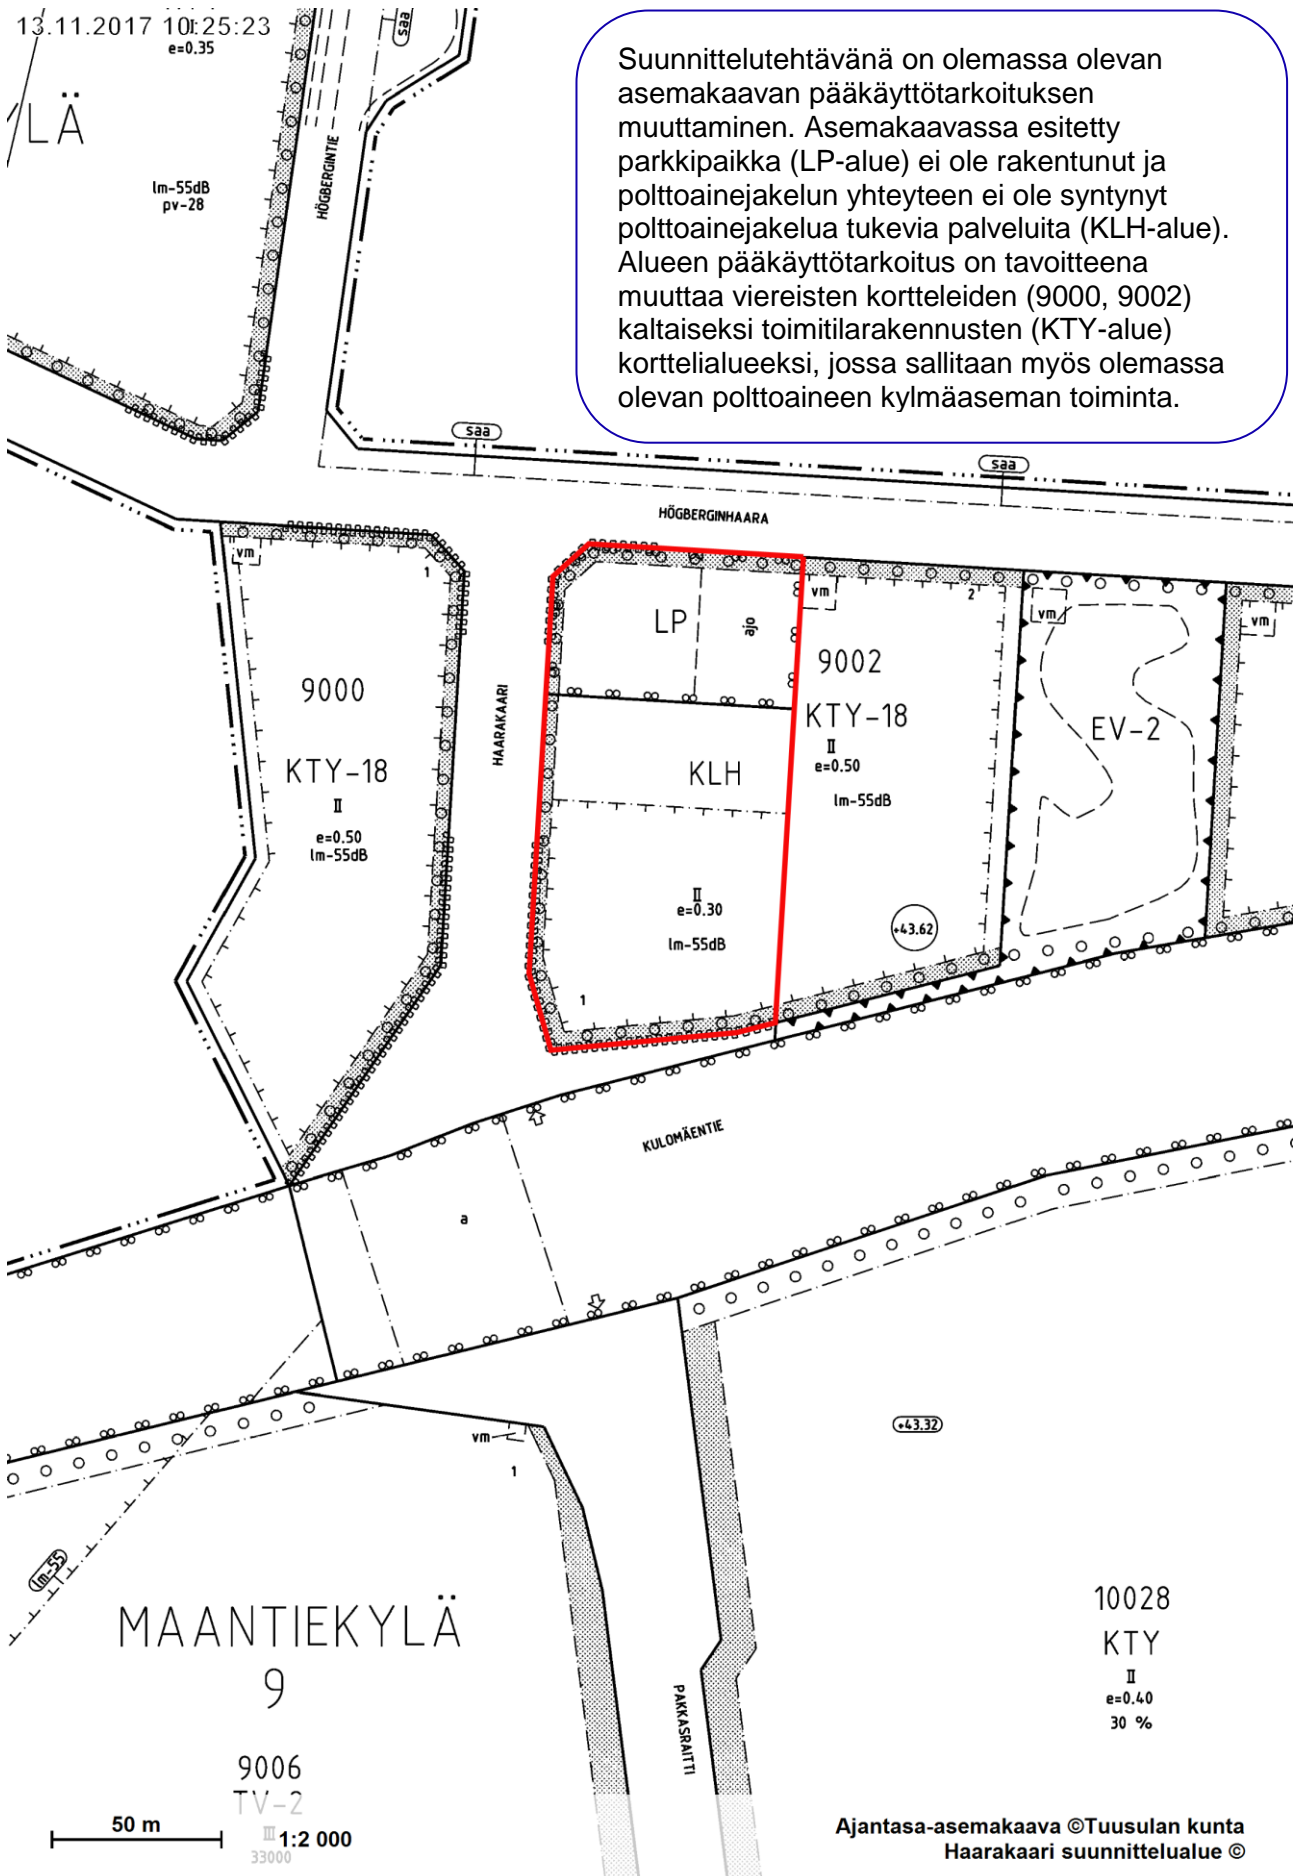 13.11.2017 10:25:23
I
e=0.35
saa
LÄ
Suunnittelutehtävänä on olemassa olevan
asemakaavan pääkäyttötarkoituksen
muuttaminen. Asemakaavassa esitetty
parkkipaikka (LP-alue) ei ole rakentunut ja
polttoainejakelun yhteyteen ei ole syntynyt
polttoainejakelua tukevia palveluita (KLH-alue).
Alueen pääkäyttötarkoitus on tavoitteena
muuttaa viereisten kortteleiden (9000, 9002)
kaltaiseksi toimitilarakennusten (KTY-alue)
korttelialueeksi, jossa sallitaan myös olemassa
olevan polttoaineen kylmäaseman toiminta.
HÖGBERGINTIE
lm-55dB
pv-28
saa
saa
HÖGBERGINHAARA
vm
1
9000
KTY-18
II
e=0.50
lm-55dB
HAARAKAARI
LP
ajo
KLH
II
e=0.30
lm-55dB
1
vm
2
9002
KTY-18
II
e=0.50
lm-55dB
+43.62
vm
EV-2
vm
KULOMÄENTIE
a
+43.32
vm
1
lm-55
MAANTIEKYLÄ
9
9006
TV-2
III
33000
PAKKASRAITTI
10028
KTY
II
e=0.40
30 %
50 m
1:2 000
Ajantasa-asemakaava ©Tuusulan kunta
Haarakaari suunnittelualue ©